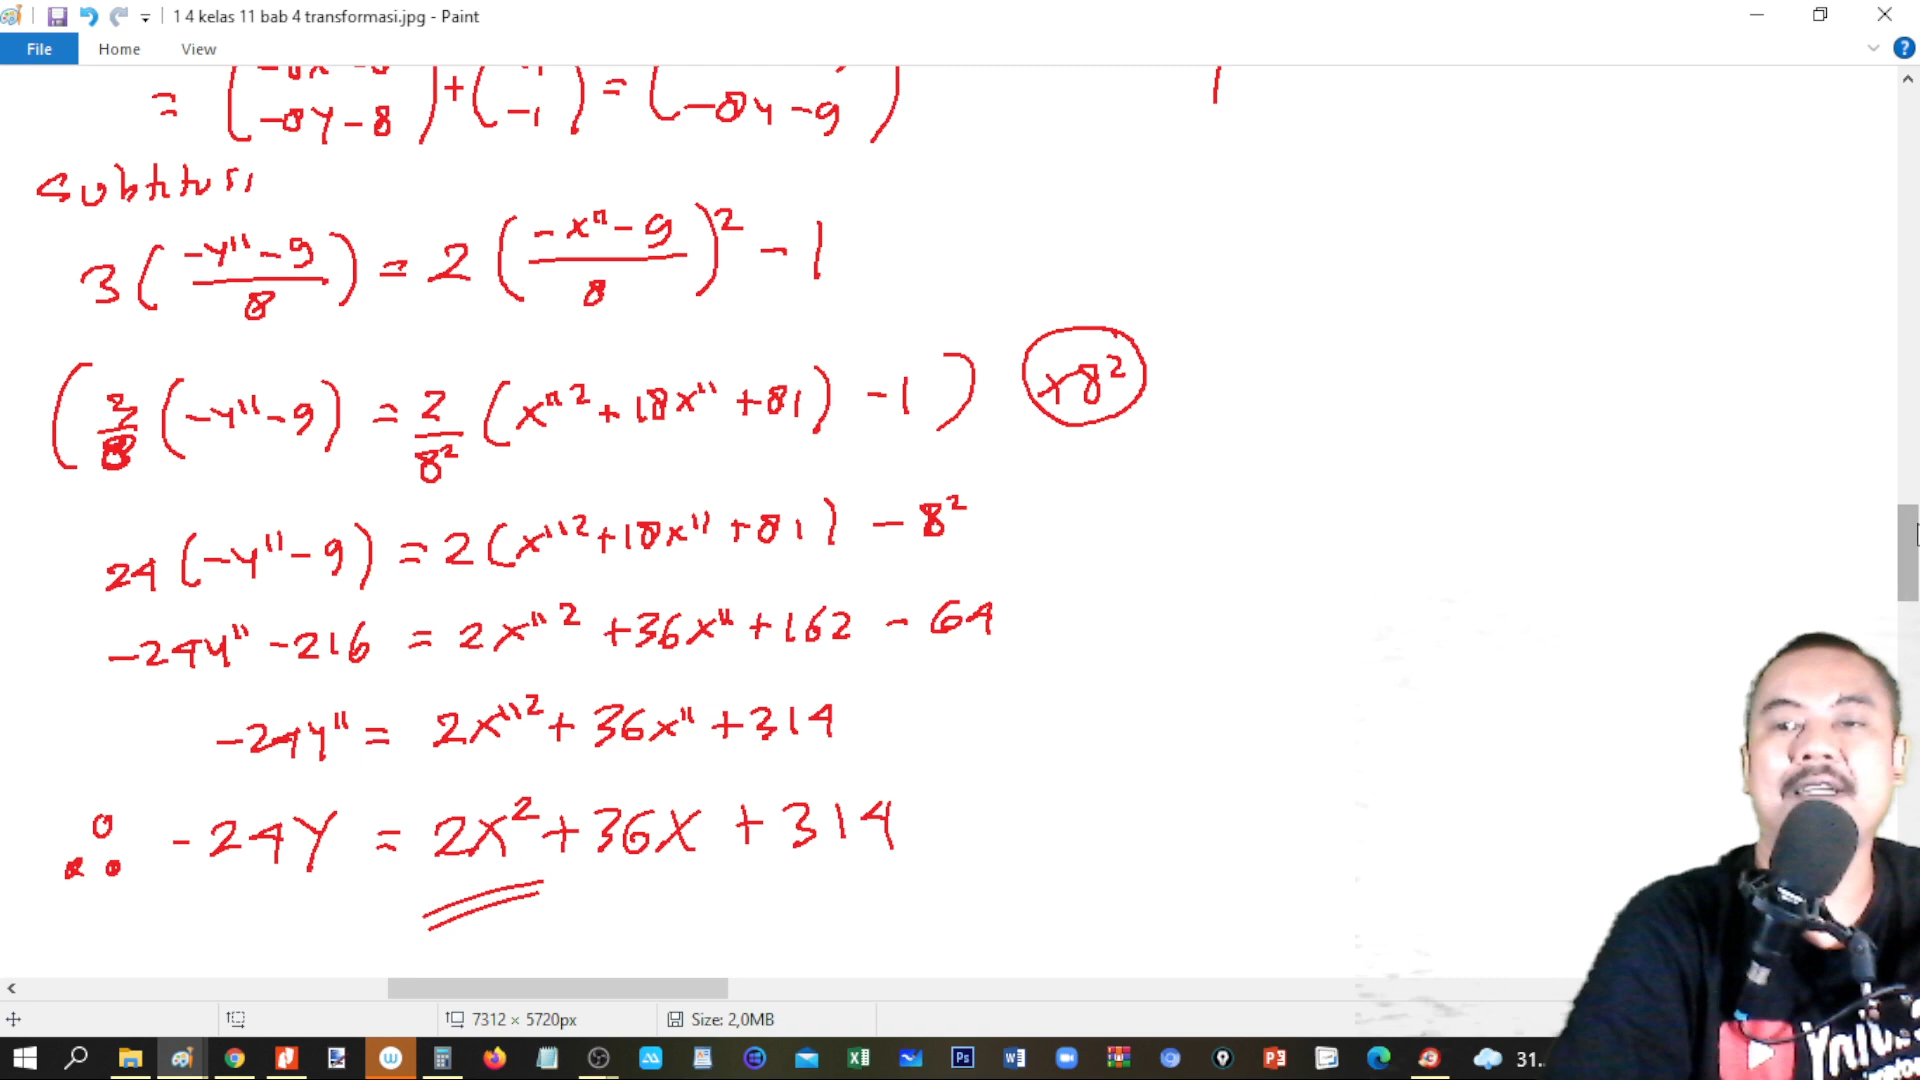 1 4 kelas 11 bab 4 transformasi.jpg - Paint
File Home View
= ( -8y-8 ) + ( -1 ) = ( -8y-9 )
Subtitusi
3 ( (-y"-9)/8 ) = 2 ( (-x"-9)/8 )² - 1
( 3/8 (-y"-9) = 2/8² (x"²+18x"+81) -1 ) x8²
24 (-y"-9) = 2(x"²+18x"+81) - 8²
-24y"-216 = 2x"² +36x"+162 - 64
-24y" = 2x"²+36x"+314
∴ -24y = 2x²+36x+314
7312 × 5720px
Size: 2,0MB
31..